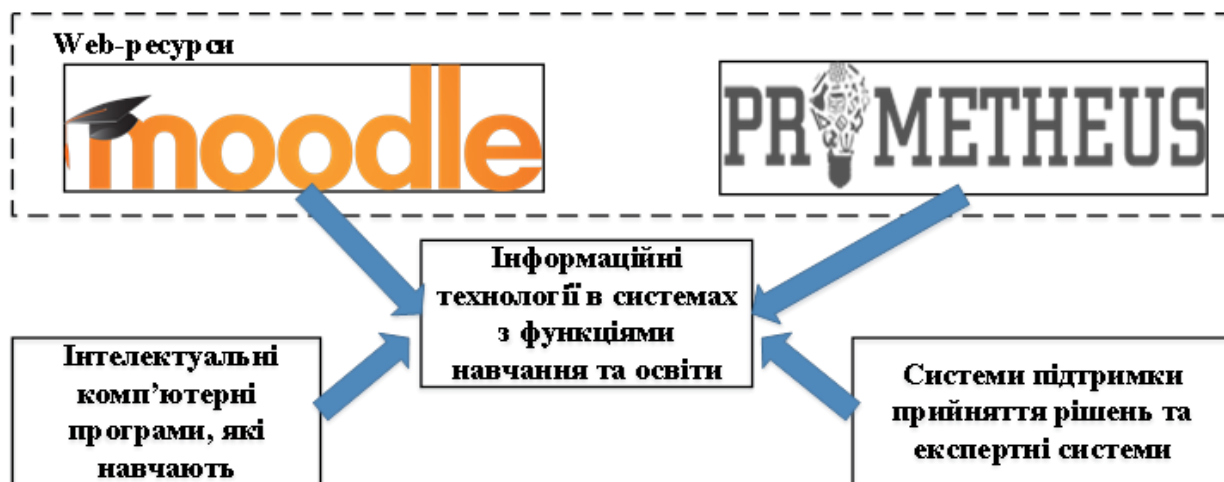 Web-ресурси
moodle
PROMETHEUS
Інформаційні
технології в системах
з функціями
навчання та освіти
Інтелектуальні
комп’ютерні
програми, які
навчають
Системи підтримки
прийняття рішень та
експертні системи